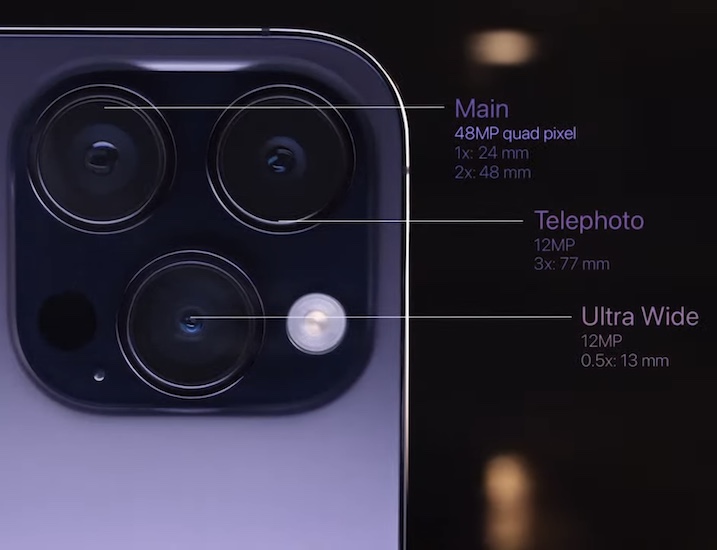 Main
48MP quad pixel
1x: 24 mm
2x: 48 mm
Telephoto
12MP
3x: 77 mm
Ultra Wide
12MP
0.5x: 13 mm